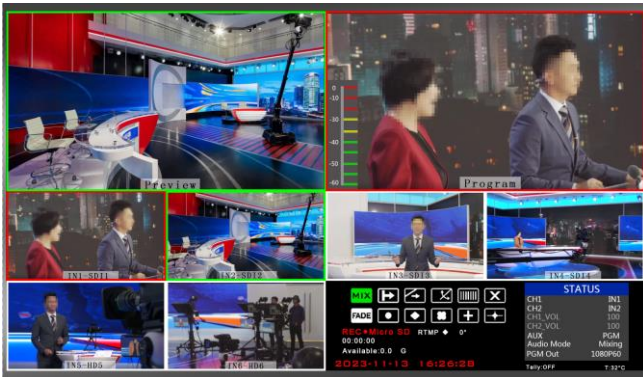 Preview
0
-10
-20
-30
-40
-50
-60
Program
IN1-SDI1
IN2-SDI2
IN3-SDI3
IN4-SDI4
IN5-HD5
IN6-HD6
MIX
FADE
REC◆Micro SD RTMP ◆ 0"
00:00:00
Available:0.0 G
2023-11-13 16:26:28
STATUS
CH1 IN1
CH2 IN2
CH1_VOL 100
CH2_VOL 100
AUX PGM
Audio Mode Mixing
PGM Out 1080P60
Tally:OFF T:32°C